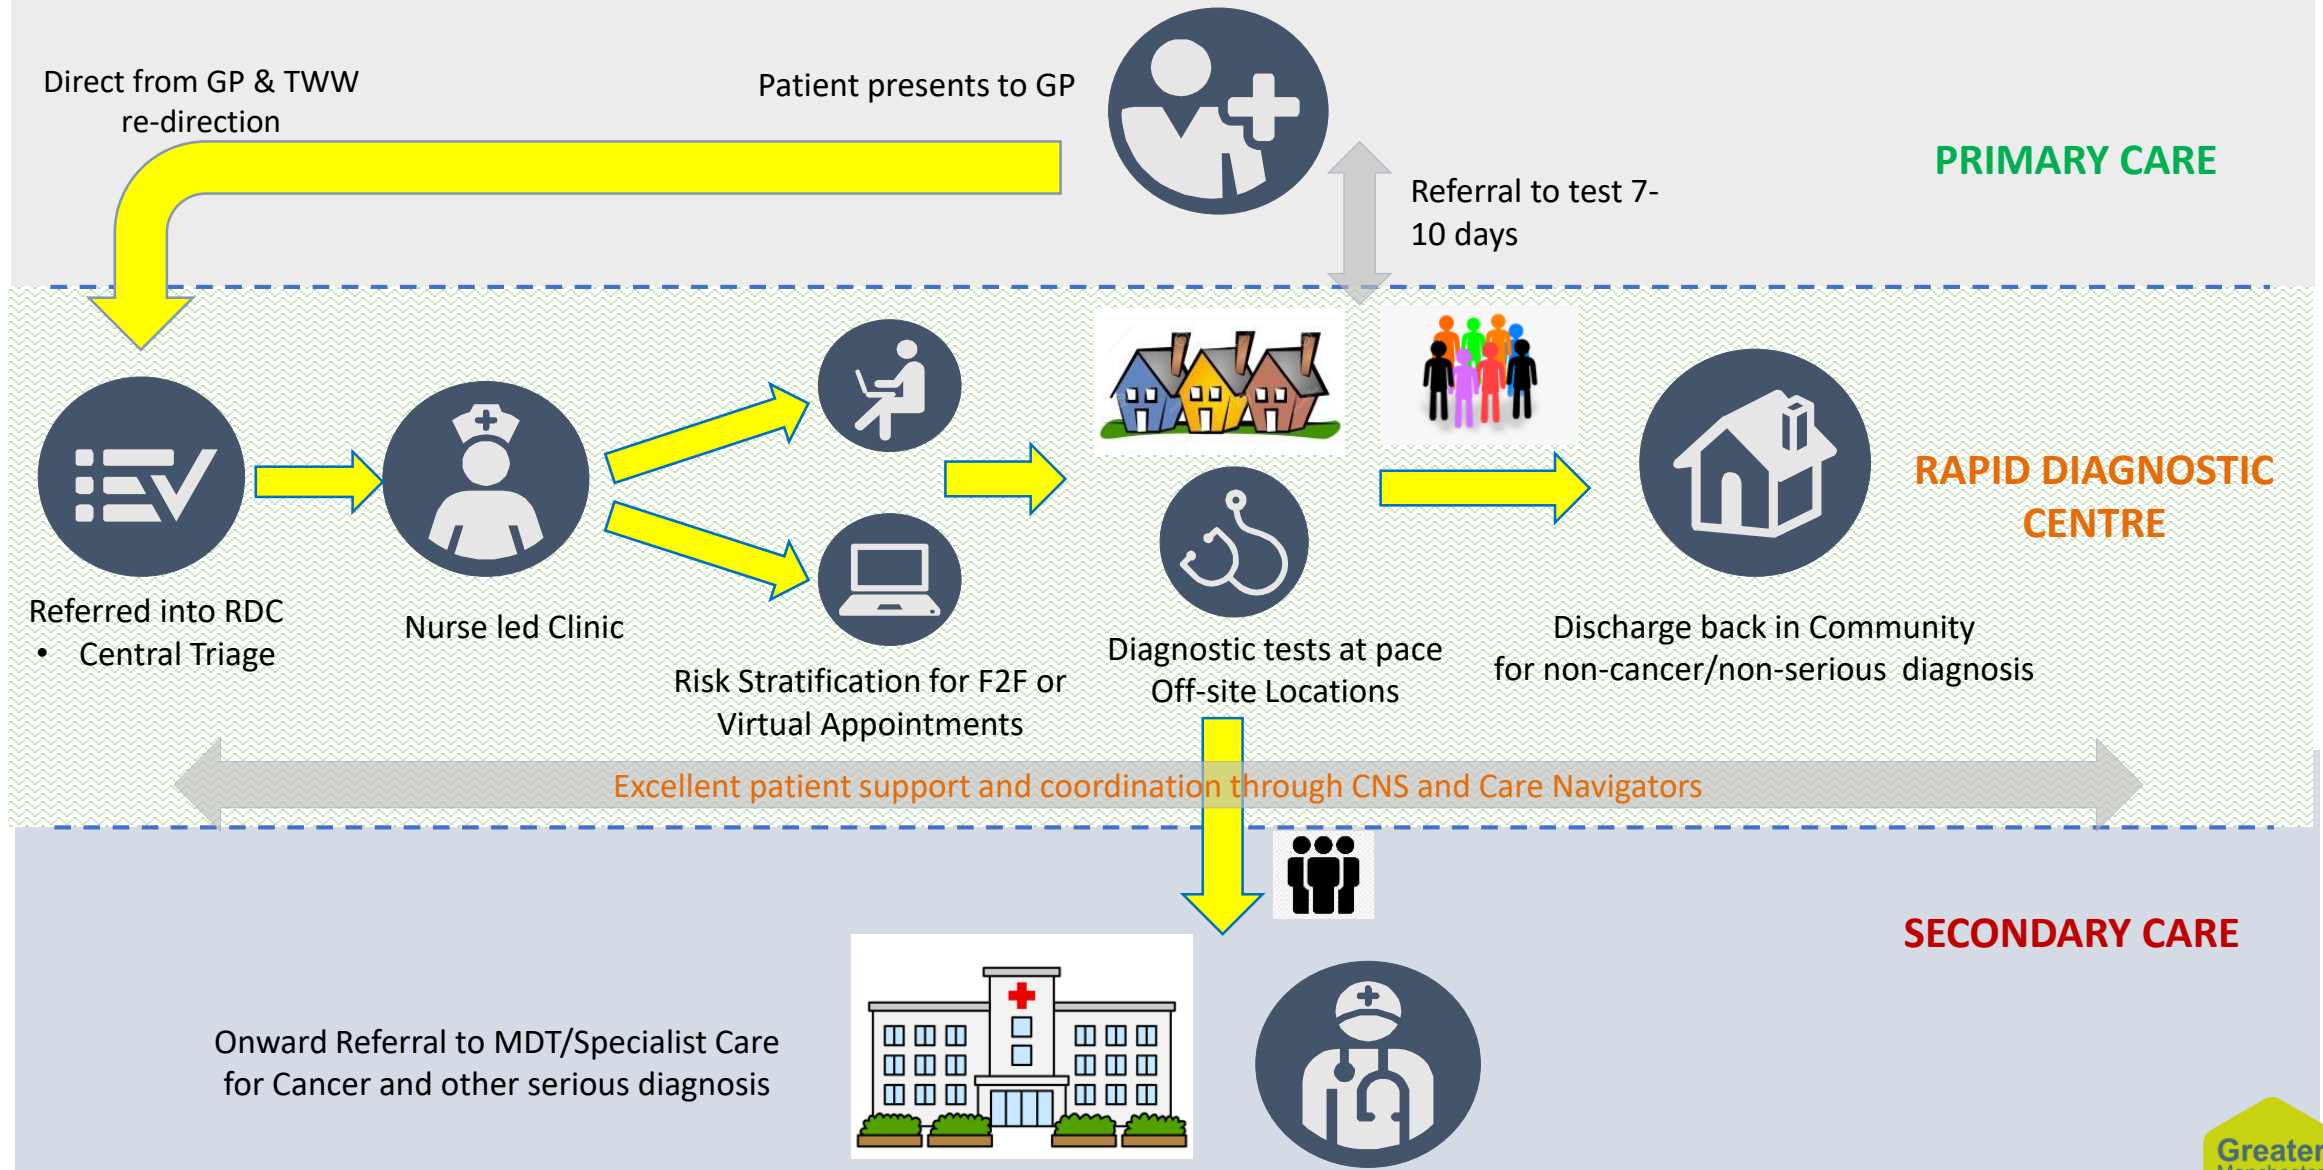 Direct from GP & TWW
re-direction
Patient presents to GP
PRIMARY CARE
Referral to test 7-
10 days
RAPID DIAGNOSTIC
CENTRE
Referred into RDC
• Central Triage
Nurse led Clinic
Risk Stratification for F2F or
Virtual Appointments
Diagnostic tests at pace
Off-site Locations
Discharge back in Community
for non-cancer/non-serious diagnosis
Excellent patient support and coordination through CNS and Care Navigators
SECONDARY CARE
Onward Referral to MDT/Specialist Care
for Cancer and other serious diagnosis
Greater